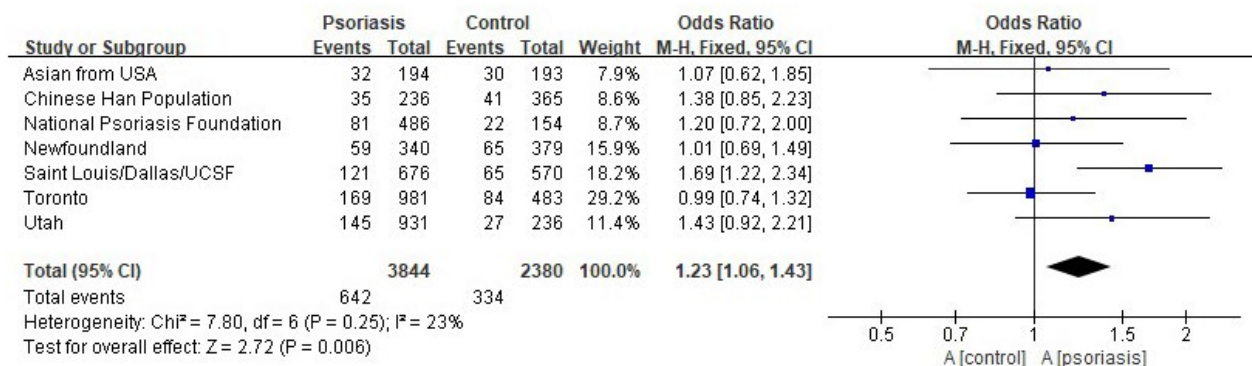 Psoriasis Control Odds Ratio Odds Ratio
Study or Subgroup Events Total Events Total Weight M-H, Fixed, 95% CI M-H, Fixed, 95% CI
Asian from USA 32 194 30 193 7.9% 1.07 [0.62, 1.85]
Chinese Han Population 35 236 41 365 8.6% 1.38 [0.85, 2.23]
National Psoriasis Foundation 81 486 22 154 8.7% 1.20 [0.72, 2.00]
Newfoundland 59 340 65 379 15.9% 1.01 [0.69, 1.49]
Saint Louis/Dallas/UCSF 121 676 65 570 18.2% 1.69 [1.22, 2.34]
Toronto 169 981 84 483 29.2% 0.99 [0.74, 1.32]
Utah 145 931 27 236 11.4% 1.43 [0.92, 2.21]
Total (95% CI) 3844 2380 100.0% 1.23 [1.06, 1.43]
Total events 642 334
Heterogeneity: Chi² = 7.80, df = 6 (P = 0.25); I² = 23%
Test for overall effect: Z = 2.72 (P = 0.006)
0.5 0.7 1 1.5 2
A [control] A [psoriasis]